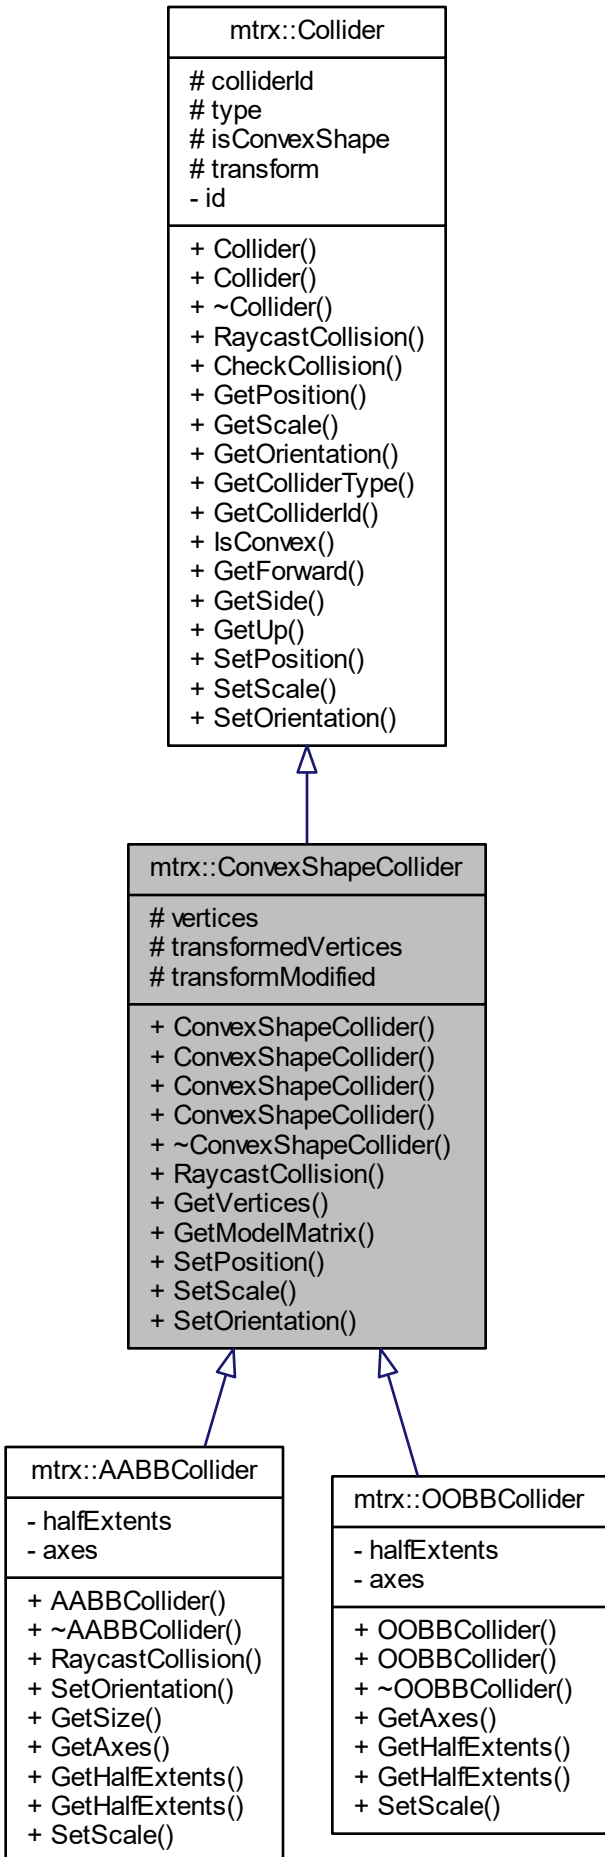 mtrx::Collider
# colliderId
# type
# isConvexShape
# transform
- id
+ Collider()
+ Collider()
+ ~Collider()
+ RaycastCollision()
+ CheckCollision()
+ GetPosition()
+ GetScale()
+ GetOrientation()
+ GetColliderType()
+ GetColliderId()
+ IsConvex()
+ GetForward()
+ GetSide()
+ GetUp()
+ SetPosition()
+ SetScale()
+ SetOrientation()
mtrx::ConvexShapeCollider
# vertices
# transformedVertices
# transformModified
+ ConvexShapeCollider()
+ ConvexShapeCollider()
+ ConvexShapeCollider()
+ ConvexShapeCollider()
+ ~ConvexShapeCollider()
+ RaycastCollision()
+ GetVertices()
+ GetModelMatrix()
+ SetPosition()
+ SetScale()
+ SetOrientation()
mtrx::AABBCollider
- halfExtents
- axes
+ AABBCollider()
+ ~AABBCollider()
+ RaycastCollision()
+ SetOrientation()
+ GetSize()
+ GetAxes()
+ GetHalfExtents()
+ GetHalfExtents()
+ SetScale()
mtrx::OOBBCollider
- halfExtents
- axes
+ OOBBCollider()
+ OOBBCollider()
+ ~OOBBCollider()
+ GetAxes()
+ GetHalfExtents()
+ GetHalfExtents()
+ SetScale()